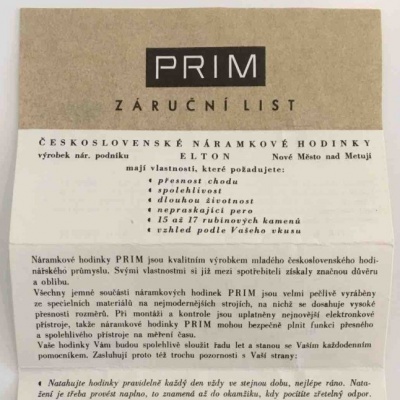 PRIM
ZÁRUČNÍ LIST
ČESKOSLOVENSKÉ NÁRAMKOVÉ HODINKY
výrobek nár. podniku ELTON Nové Město nad Metují
mají vlastnosti, které požadujete:
přesnost chodu
spolehlivost
dlouhou životnost
nepraskající pero
15 až 17 rubínových kamenů
vzhled podle Vašeho vkusu
Náramkové hodinky PRIM jsou kvalitním výrobkem mladého československého hodi-
nářského průmyslu. Svými vlastnostmi si již mezi spotřebiteli získaly značnou důvěru
a oblibu.
Všechny jemné součásti náramkových hodinek PRIM jsou velmi pečlivě vyráběny
ze specielních materiálů na nejmodernějších strojích, na nichž se dosahuje vysoké
přesnosti rozměrů. Při montáži a kontrole jsou uplatněny nejnovější elektronkové
přístroje, takže náramkové hodinky PRIM mohou bezpečně plnit funkci přesného
a spolehlivého přístroje na měření času.
Vaše hodinky Vám budou spolehlivě sloužit řadu let a stanou se Vaším každodenním
pomocníkem. Zasluhují proto též trochu pozornosti s Vaší strany:
Natahujte hodinky pravidelně každý den vždy ve stejnou dobu, nejlépe ráno. Nata-
žení je třeba provést naplno, to znamená až do okamžiku, kdy pocítíte zřetelný odpor.